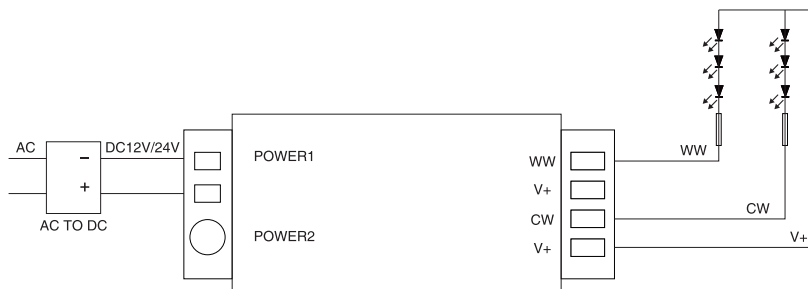 AC
DC12V/24V
−
+
AC TO DC
POWER1
POWER2
WW
V+
CW
V+
WW
CW
V+